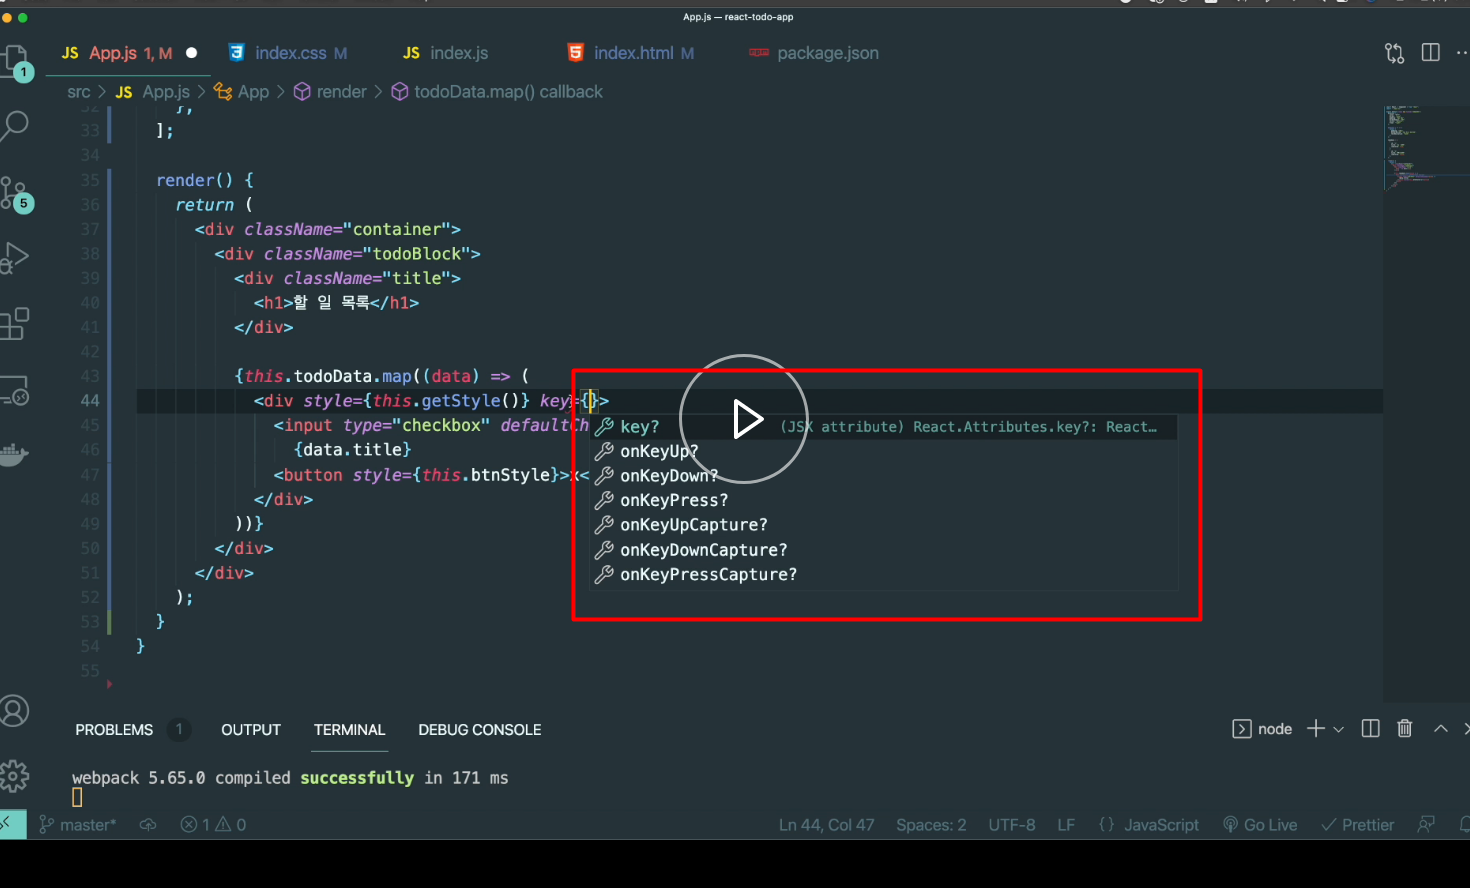 App.js — react-todo-app
JS App.js 1, M
index.css M
JS index.js
index.html M
package.json
src > JS App.js > App > render > todoData.map() callback
1
5
32 },
33 ];
34
35 render() {
36 return (
37 <div className="container">
38 <div className="todoBlock">
39 <div className="title">
40 <h1>할 일 목록</h1>
41 </div>
42
43 {this.todoData.map((data) => (
44 <div style={this.getStyle()} key={}>
45 <input type="checkbox" defaultCh
46 {data.title}
47 <button style={this.btnStyle}>x<
48 </div>
49 ))}
50 </div>
51 </div>
52 );
53 }
54 }
55
key? (JSX attribute) React.Attributes.key?: React…
onKeyUp?
onKeyDown?
onKeyPress?
onKeyUpCapture?
onKeyDownCapture?
onKeyPressCapture?
PROBLEMS 1 OUTPUT TERMINAL DEBUG CONSOLE
node
webpack 5.65.0 compiled successfully in 171 ms
master* 1 0
Ln 44, Col 47 Spaces: 2 UTF-8 LF {} JavaScript Go Live Prettier